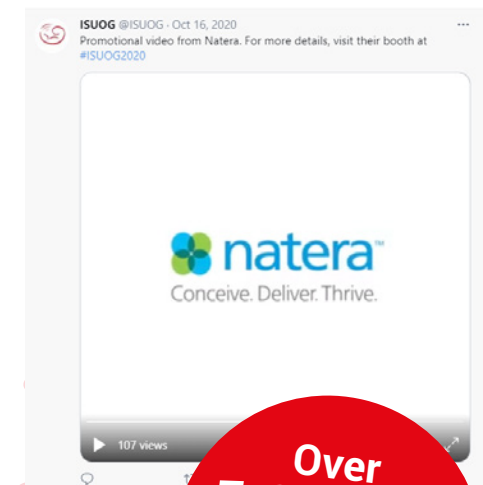 ISUOG @ISUOG · Oct 16, 2020
Promotional video from Natera. For more details, visit their booth at
#ISUOG2020
natera™
Conceive. Deliver. Thrive.
107 views
Over